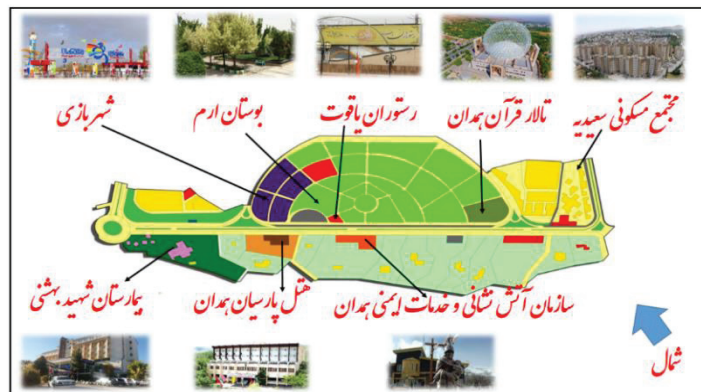 مجتمع مسکونی سعیدیه
تالار قرآن همدان
رستوران یاقوت
بوستان ارم
شهربازی
بیمارستان شهید بهشتی
هتل پارسیان همدان
سازمان آتش نشانی و خدمات ایمنی همدان
شمال